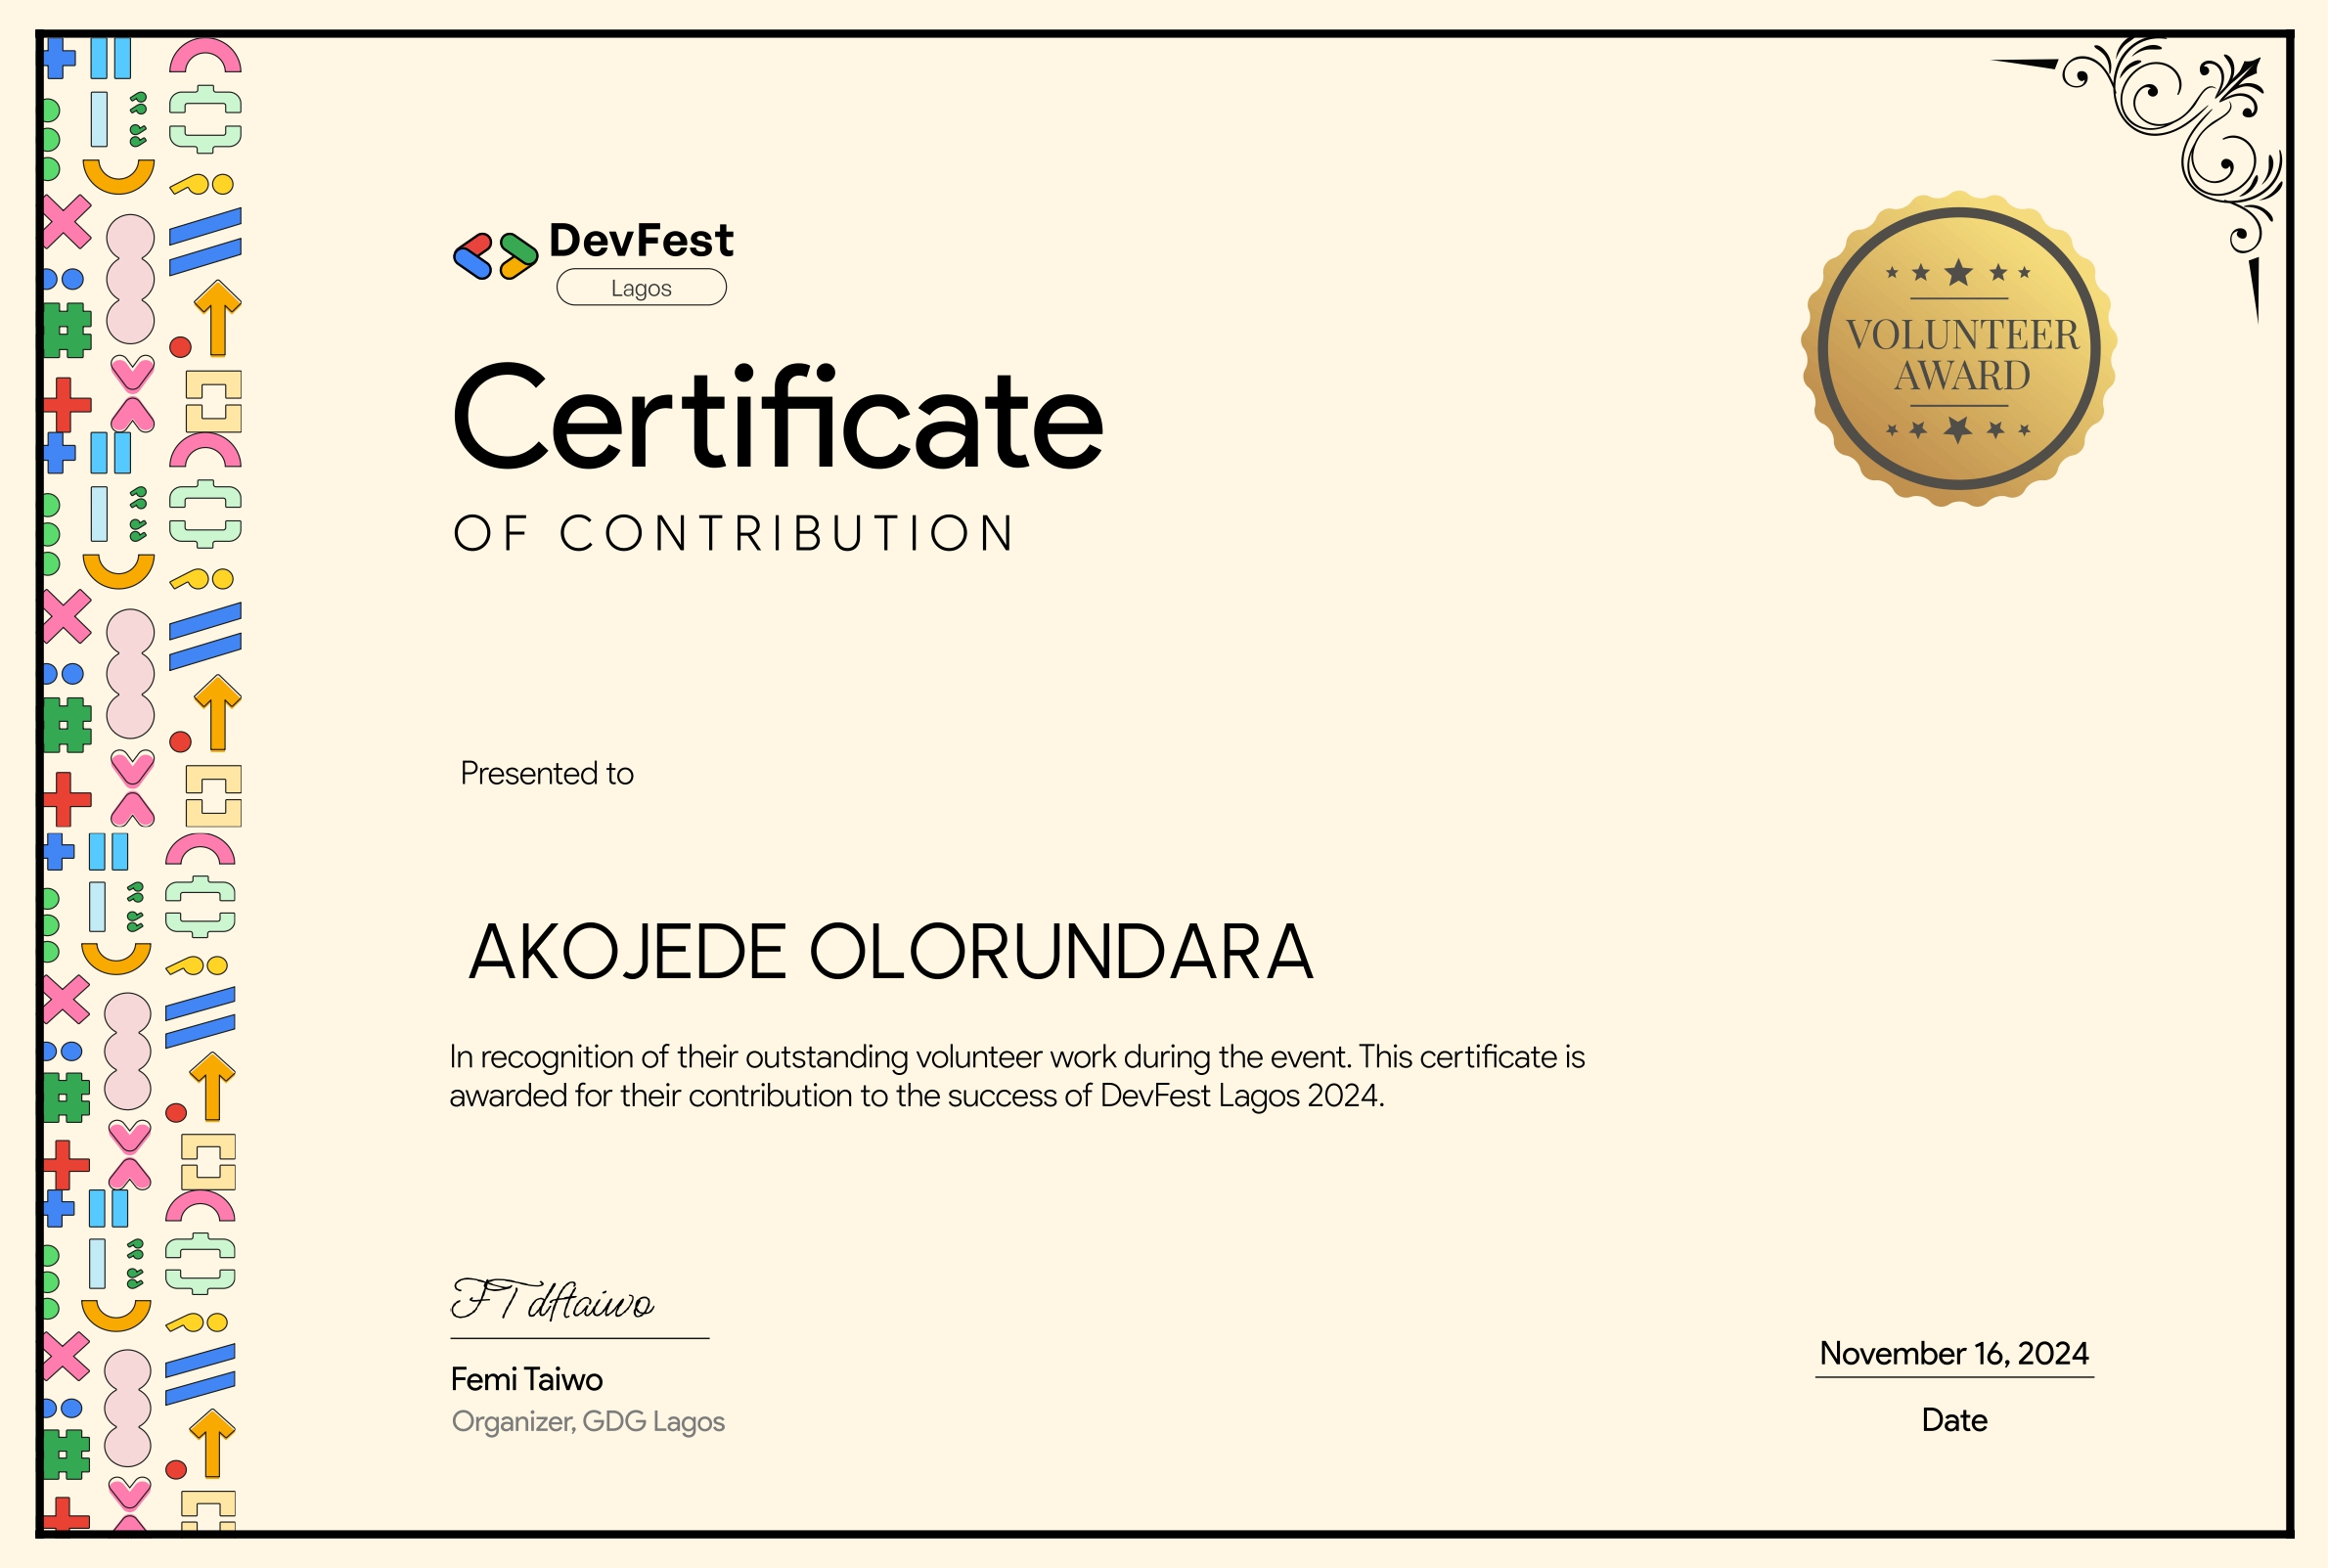 DevFest
Lagos
VOLUNTEER
AWARD
Certificate
OF CONTRIBUTION
Presented to
AKOJEDE OLORUNDARA
In recognition of their outstanding volunteer work during the event. This certificate is
awarded for their contribution to the success of DevFest Lagos 2024.
FT dftaiwo
Femi Taiwo
Organizer, GDG Lagos
November 16, 2024
Date